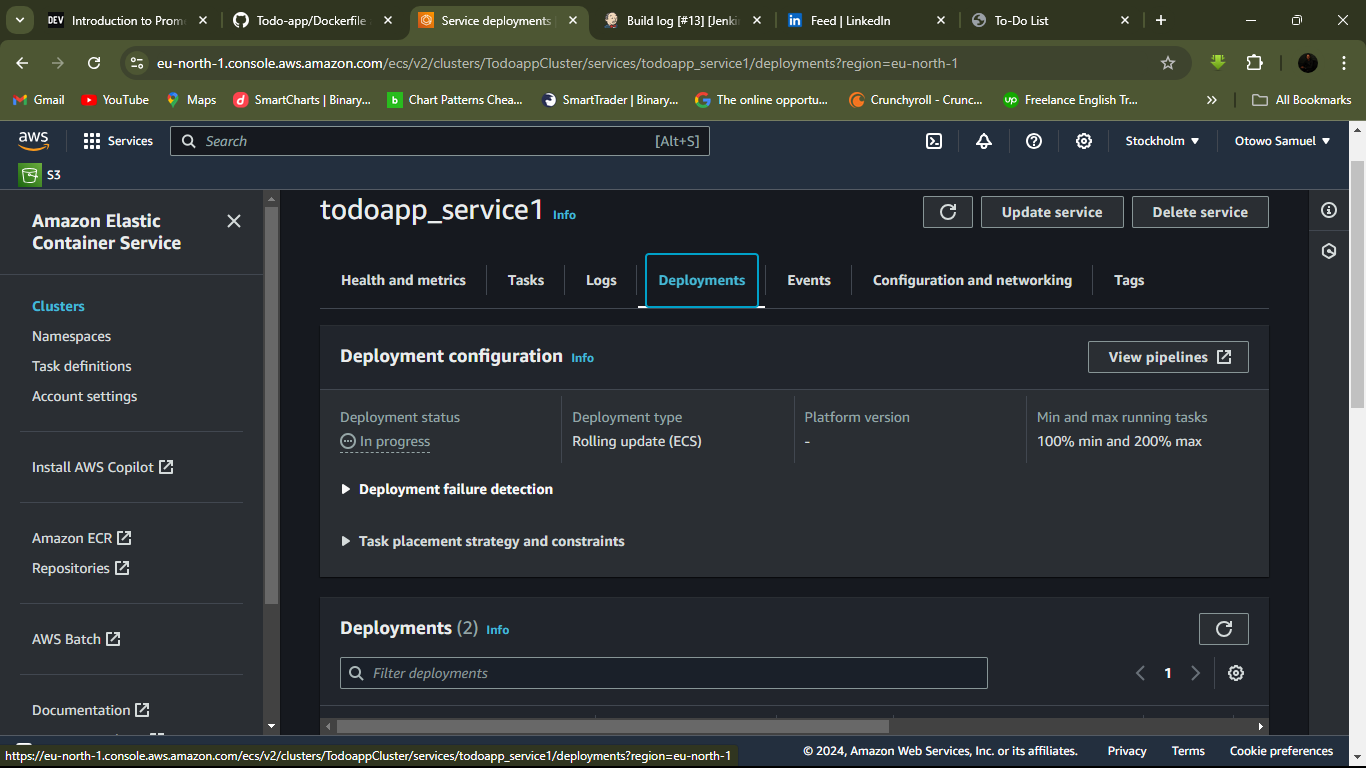 DEV Introduction to Prom
Todo-app/Dockerfile
Service deployments
Build log [#13] [Jenki
Feed | LinkedIn
To-Do List
eu-north-1.console.aws.amazon.com/ecs/v2/clusters/TodoappCluster/services/todoapp_service1/deployments?region=eu-north-1
Gmail
YouTube
Maps
SmartCharts | Binary...
Chart Patterns Chea...
SmartTrader | Binary...
The online opportu...
Crunchyroll - Crunc...
up Freelance English Tr...
All Bookmarks
aws
Services
Search
[Alt+S]
Stockholm
Otowo Samuel
S3
Amazon Elastic
Container Service
Clusters
Namespaces
Task definitions
Account settings
Install AWS Copilot
Amazon ECR
Repositories
AWS Batch
Documentation
todoapp_service1 Info
Update service
Delete service
Health and metrics
Tasks
Logs
Deployments
Events
Configuration and networking
Tags
Deployment configuration Info
View pipelines
Deployment status
In progress
Deployment type
Rolling update (ECS)
Platform version
-
Min and max running tasks
100% min and 200% max
Deployment failure detection
Task placement strategy and constraints
Deployments (2) Info
Filter deployments
1
https://eu-north-1.console.aws.amazon.com/ecs/v2/clusters/TodoappCluster/services/todoapp_service1/deployments?region=eu-north-1
© 2024, Amazon Web Services, Inc. or its affiliates.
Privacy
Terms
Cookie preferences